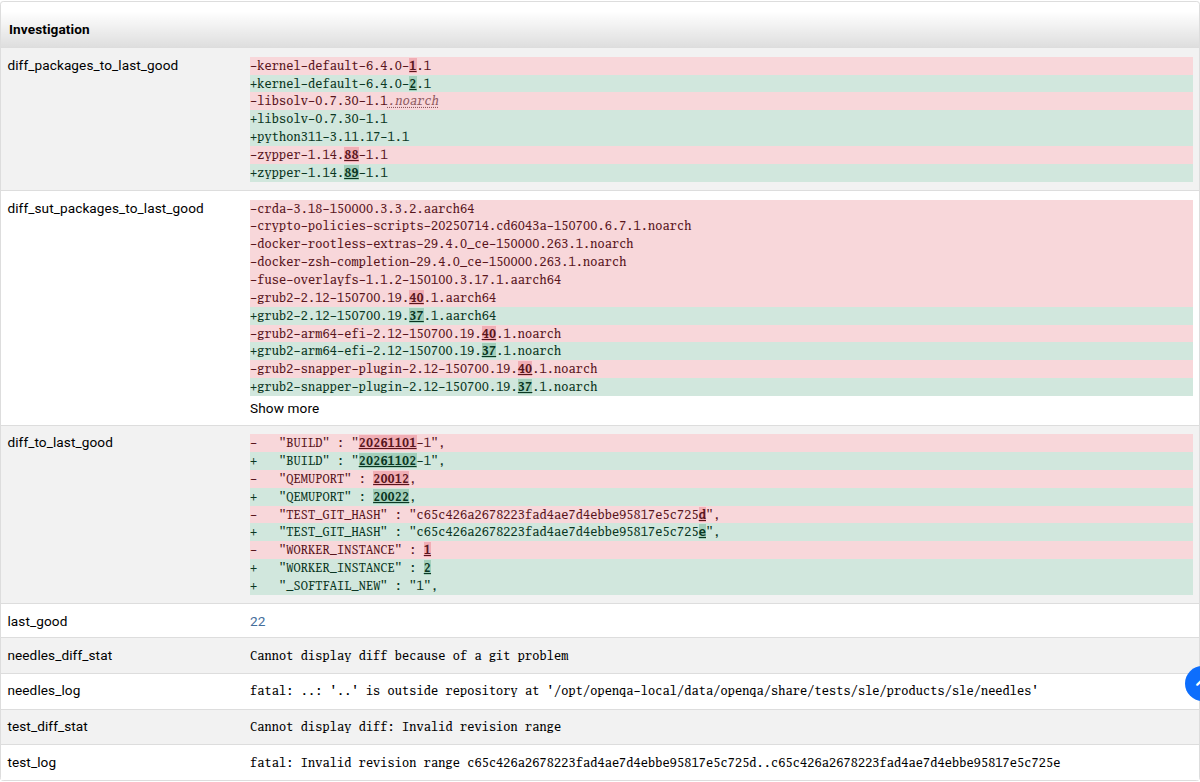 Investigation
diff_packages_to_last_good
-kernel-default-6.4.0-1.1
+kernel-default-6.4.0-2.1
-libsolv-0.7.30-1.1.noarch
+libsolv-0.7.30-1.1
+python311-3.11.17-1.1
-zypper-1.14.88-1.1
+zypper-1.14.89-1.1
diff_sut_packages_to_last_good
-crda-3.18-150000.3.3.2.aarch64
-crypto-policies-scripts-20250714.cd6043a-150700.6.7.1.noarch
-docker-rootless-extras-29.4.0_ce-150000.263.1.noarch
-docker-zsh-completion-29.4.0_ce-150000.263.1.noarch
-fuse-overlayfs-1.1.2-150100.3.17.1.aarch64
-grub2-2.12-150700.19.40.1.aarch64
+grub2-2.12-150700.19.37.1.aarch64
-grub2-arm64-efi-2.12-150700.19.40.1.noarch
+grub2-arm64-efi-2.12-150700.19.37.1.noarch
-grub2-snapper-plugin-2.12-150700.19.40.1.noarch
+grub2-snapper-plugin-2.12-150700.19.37.1.noarch
Show more
diff_to_last_good
-   "BUILD" : "20261101-1",
+   "BUILD" : "20261102-1",
-   "QEMUPORT" : 20012,
+   "QEMUPORT" : 20022,
-   "TEST_GIT_HASH" : "c65c426a2678223fad4ae7d4ebbe95817e5c725d",
+   "TEST_GIT_HASH" : "c65c426a2678223fad4ae7d4ebbe95817e5c725e",
-   "WORKER_INSTANCE" : 1
+   "WORKER_INSTANCE" : 2
+   "_SOFTFAIL_NEW" : "1",
last_good
22
needles_diff_stat
Cannot display diff because of a git problem
needles_log
fatal: ..: '..' is outside repository at '/opt/openqa-local/data/openqa/share/tests/sle/products/sle/needles'
test_diff_stat
Cannot display diff: Invalid revision range
test_log
fatal: Invalid revision range c65c426a2678223fad4ae7d4ebbe95817e5c725d..c65c426a2678223fad4ae7d4ebbe95817e5c725e